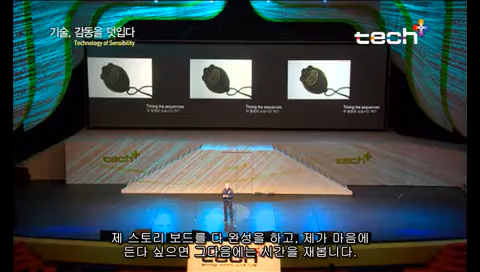 기술, 감동을 덧입다
Technology of Sensibility
tech+
Timing the sequences
Timing the sequences
Timing the sequences
tech+
tech+
제 스토리 보드를 다 완성을 하고, 제가 마음에
든다 싶으면 그다음에는 시간을 재봅니다.
tech